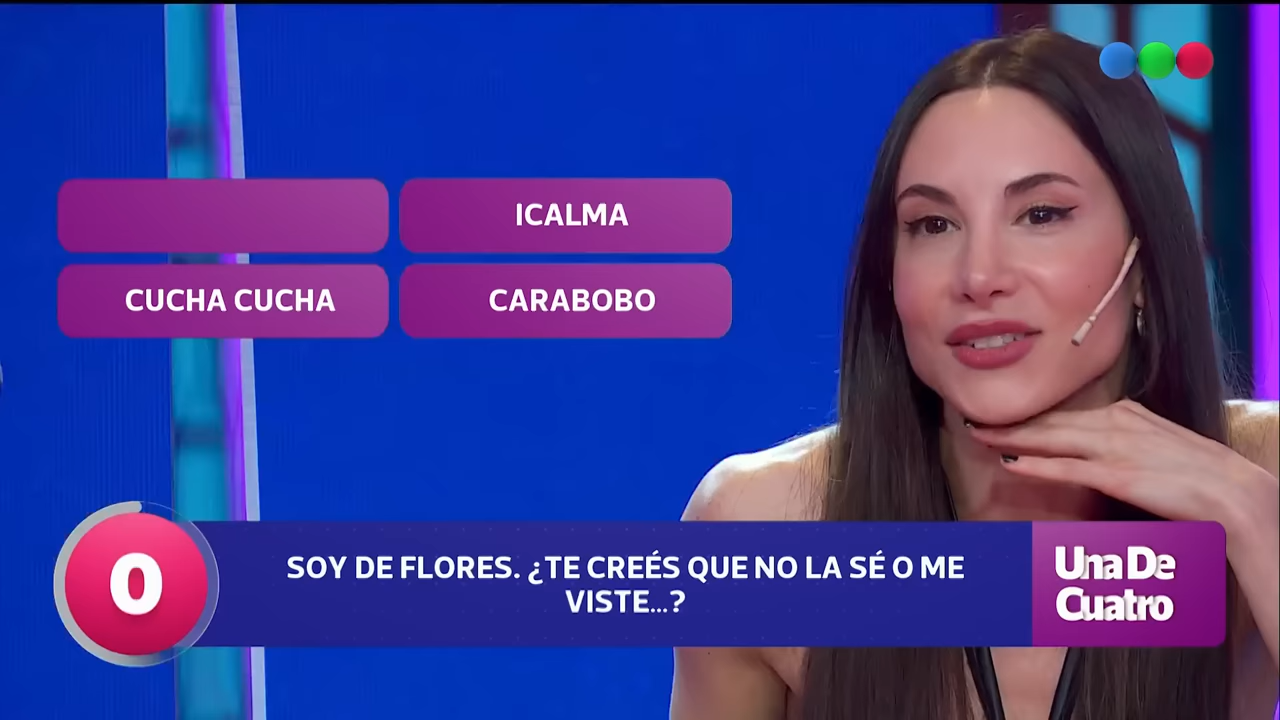 ICALMA
CUCHA CUCHA
CARABOBO
0
SOY DE FLORES. ¿TE CREÉS QUE NO LA SÉ O ME
VISTE...?
Una De
Cuatro